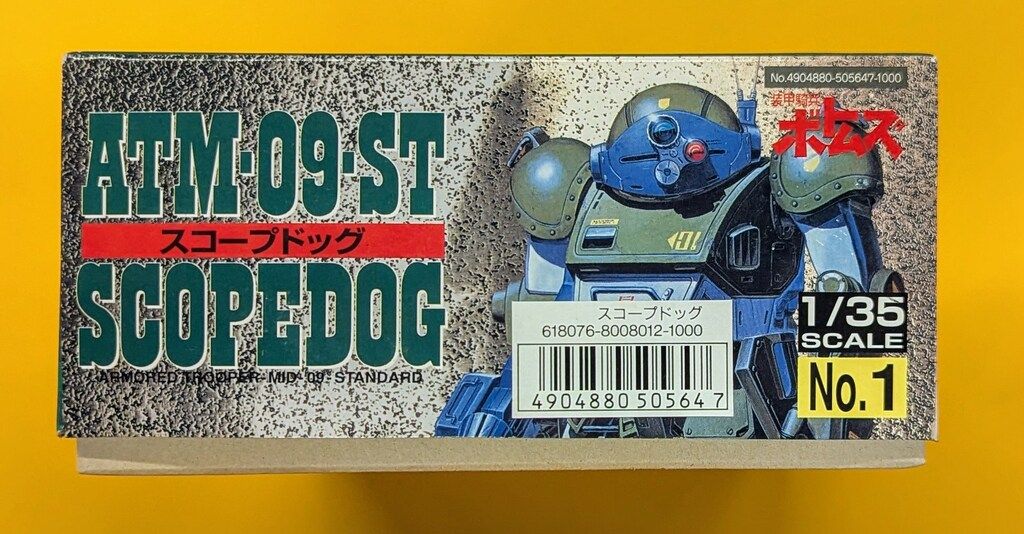 ATM-09-ST
スコープドッグ
SCOPEDOG
ARMORED TROOPER-MID-09-STANDARD
No.4904880-505647-1000
装甲騎兵
ボトムズ
スコープドッグ
618076-8008012-1000
4904880 505647
1/35
SCALE
No.1